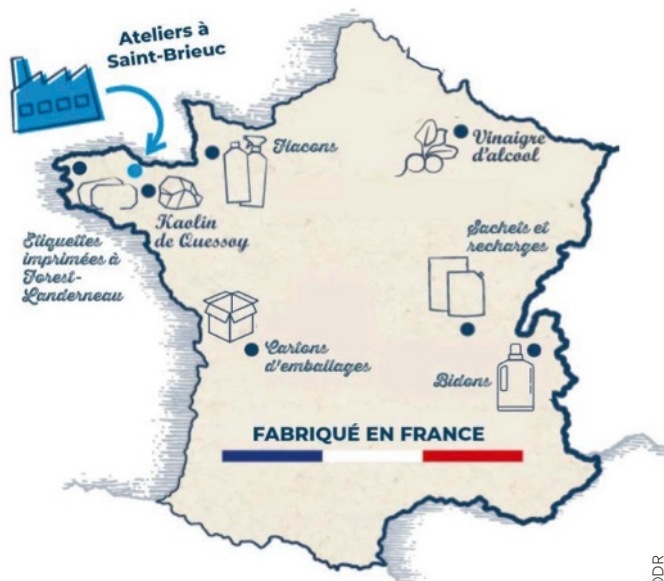 Ateliers à
Saint-Brieuc
Flacons
Vinaigre
d'alcool
Kaolin
de Quessoy
Etiquettes
imprimées à
Forest-
Landerneau
Sachets et
recharges
Cartons
d'emballages
Bidons
FABRIQUÉ EN FRANCE